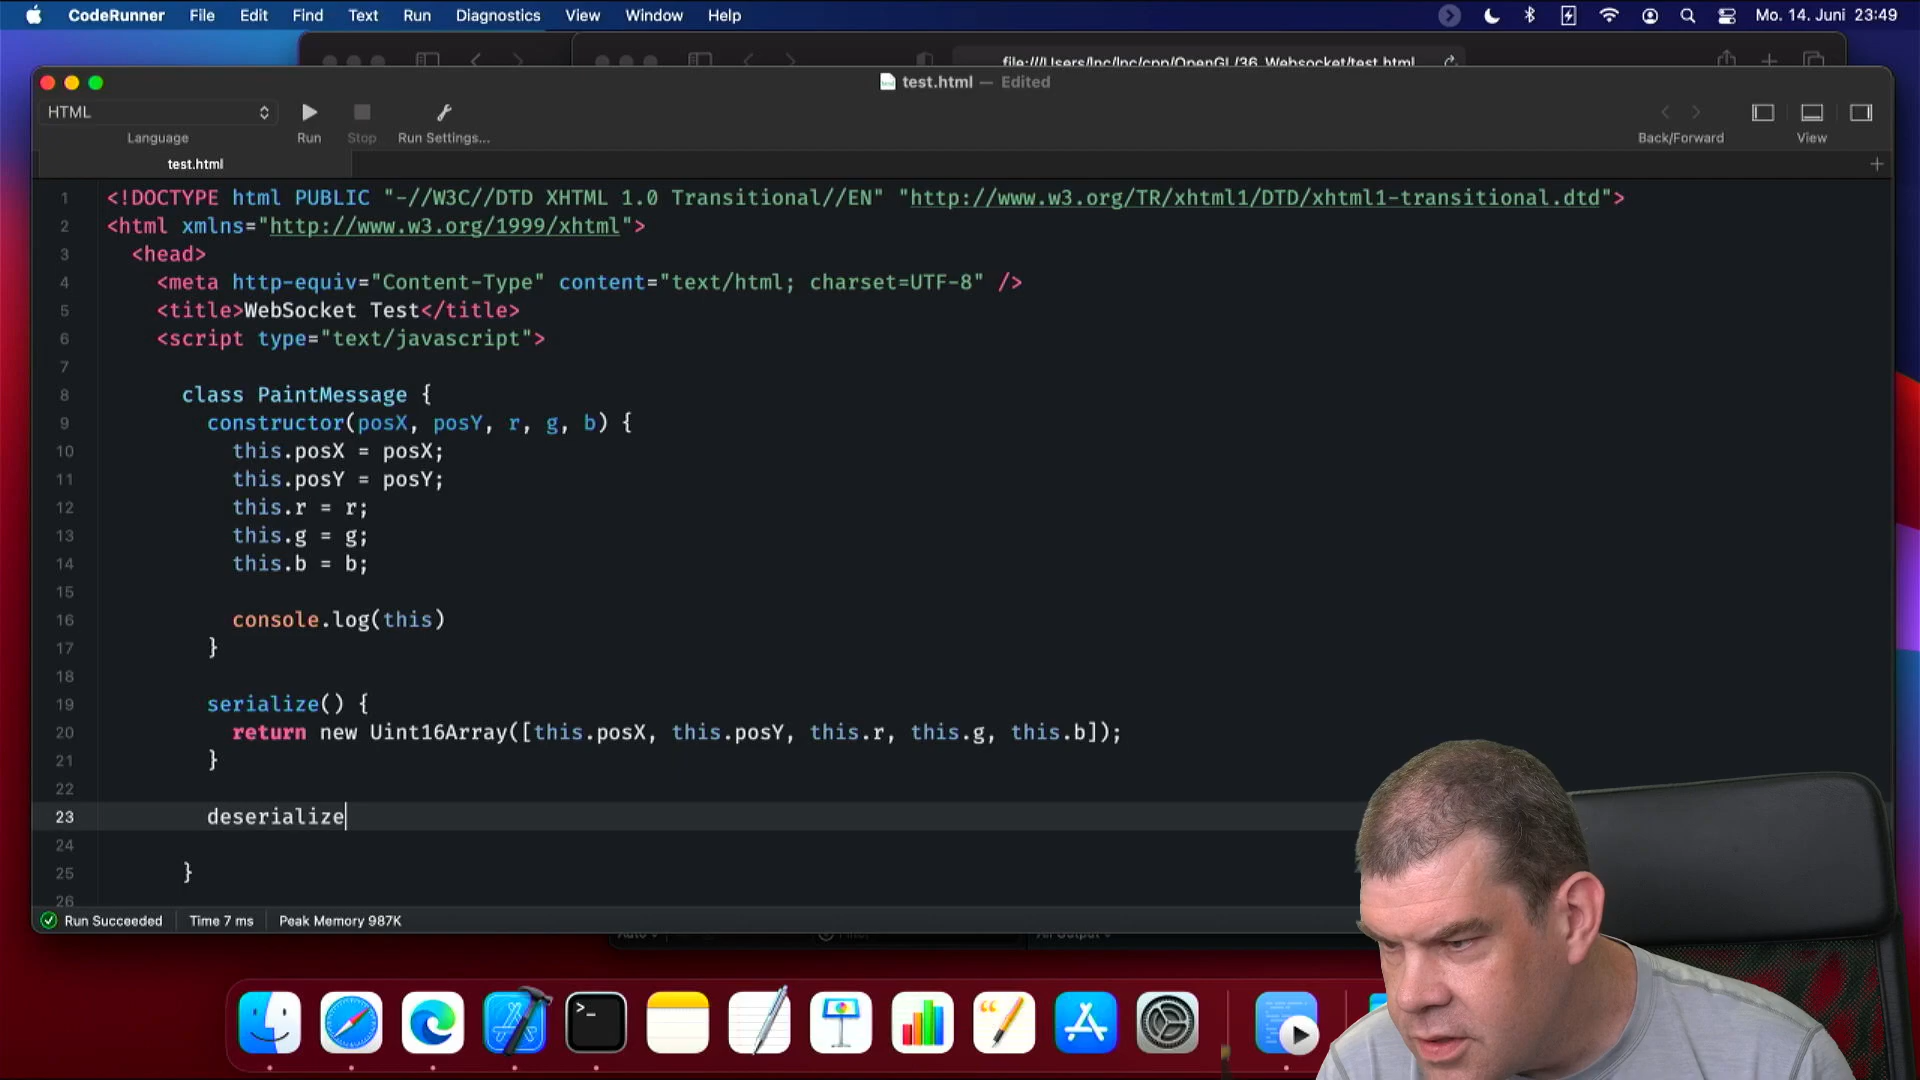 CodeRunner File Edit Find Text Run Diagnostics View Window Help Mo. 14. Juni 23:49
test.html — Edited
HTML
Language Run Stop Run Settings... Back/Forward View
test.html
1 <!DOCTYPE html PUBLIC "-//W3C//DTD XHTML 1.0 Transitional//EN" "http://www.w3.org/TR/xhtml1/DTD/xhtml1-transitional.dtd">
2 <html xmlns="http://www.w3.org/1999/xhtml">
3 <head>
4 <meta http-equiv="Content-Type" content="text/html; charset=UTF-8" />
5 <title>WebSocket Test</title>
6 <script type="text/javascript">
7
8 class PaintMessage {
9 constructor(posX, posY, r, g, b) {
10 this.posX = posX;
11 this.posY = posY;
12 this.r = r;
13 this.g = g;
14 this.b = b;
15
16 console.log(this)
17 }
18
19 serialize() {
20 return new Uint16Array([this.posX, this.posY, this.r, this.g, this.b]);
21 }
22
23 deserialize
24
25 }
26
Run Succeeded Time 7 ms Peak Memory 987K